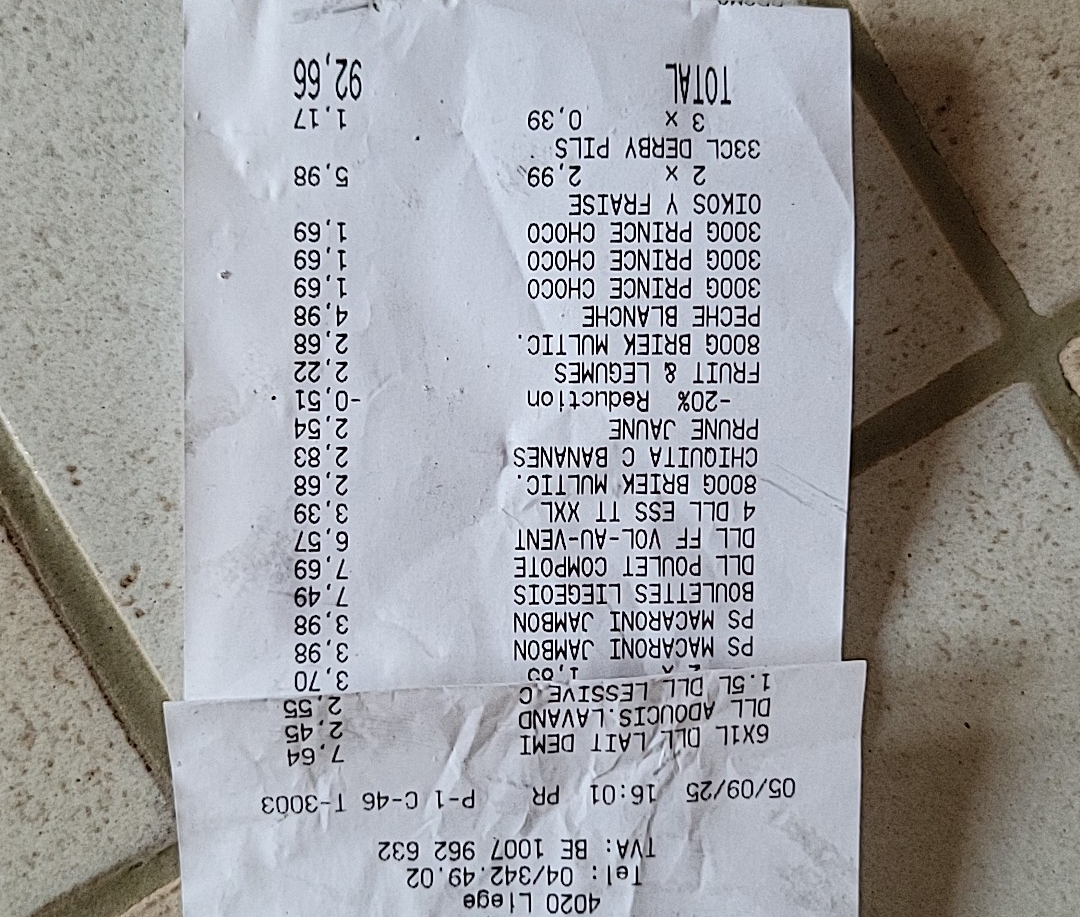 4020 Liege
Tel: 04/342.49.02
TVA: BE 1007 962 632
05/09/25 16:01 PR P-1 C-46 T-3003
6X1L DLL LAIT DEMI 7,64
DLL ADOUCIS.LAVAND 2,45
1.5L DLL LESSIVE C 2,55
2 x 1,85 3,70
PS MACARONI JAMBON 3,98
PS MACARONI JAMBON 3,98
BOULETTES LIEGEOIS 7,49
DLL POULET COMPOTE 7,69
DLL FF VOL-AU-VENT 6,57
4 DLL ESS TT XXL 3,39
800G BRIEK MULTIC. 2,68
CHIQUITA C BANANES 2,83
PRUNE JAUNE 2,54
-20% Reduction -0,51
FRUIT & LEGUMES 2,22
800G BRIEK MULTIC. 2,68
PECHE BLANCHE 4,98
300G PRINCE CHOCO 1,69
300G PRINCE CHOCO 1,69
300G PRINCE CHOCO 1,69
OIKOS Y FRAISE
2 x 2,99 5,98
33CL DERBY PILS
3 x 0,39 1,17
TOTAL 92,66